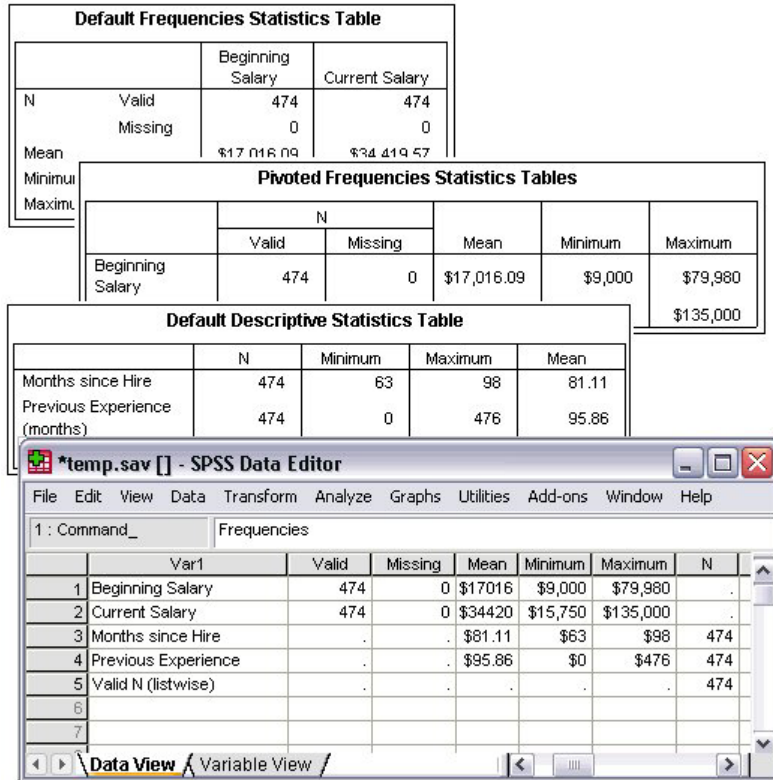 Default Frequencies Statistics Table
Beginning Salary Current Salary
N Valid 474 474
Missing 0 0
Mean $17,016.09 $34,419.57
Pivoted Frequencies Statistics Tables
N
Valid Missing Mean Minimum Maximum
Beginning Salary 474 0 $17,016.09 $9,000 $79,980
$135,000
Default Descriptive Statistics Table
N Minimum Maximum Mean
Months since Hire 474 63 98 81.11
Previous Experience (months) 474 0 476 95.86
*temp.sav [] - SPSS Data Editor
File Edit View Data Transform Analyze Graphs Utilities Add-ons Window Help
1 : Command_ Frequencies
Var1 Valid Missing Mean Minimum Maximum N
1 Beginning Salary 474 0 $17016 $9,000 $79,980 .
2 Current Salary 474 0 $34420 $15,750 $135,000 .
3 Months since Hire . . $81.11 $63 $98 474
4 Previous Experience . . $95.86 $0 $476 474
5 Valid N (listwise) . . . . . 474
6
7
Data View Variable View